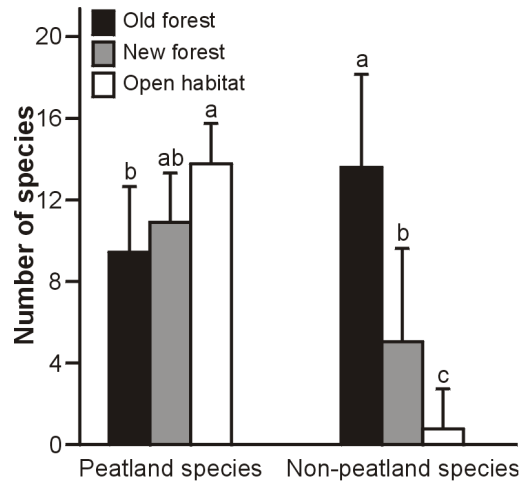 Old forest
New forest
Open habitat
Number of species
20
16
12
8
4
0
b
ab
a
a
b
c
Peatland species
Non-peatland species